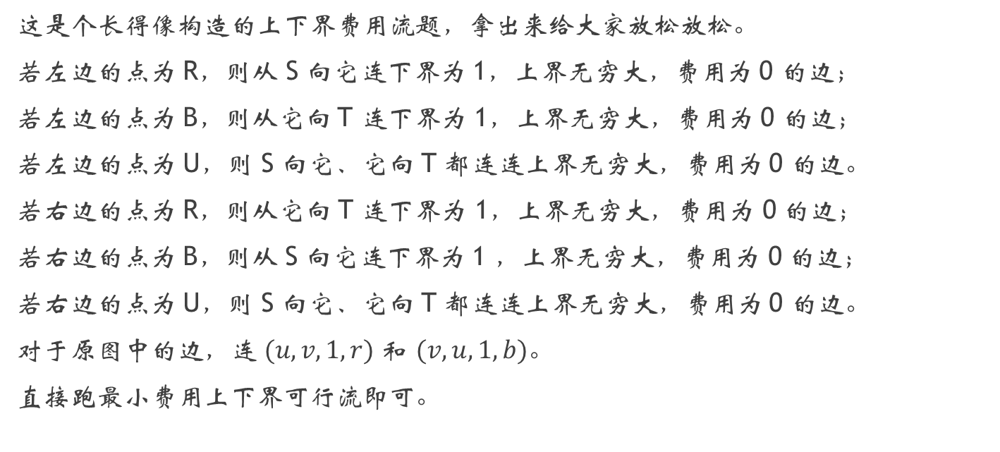 这是个长得像构造的上下界费用流题，拿出来给大家放松放松。
若左边的点为 R，则从 S 向它连下界为 1，上界无穷大，费用为 0 的边；
若左边的点为 B，则从它向 T 连下界为 1，上界无穷大，费用为 0 的边；
若左边的点为 U，则 S 向它、它向 T 都连连上界无穷大，费用为 0 的边。
若右边的点为 R，则从它向 T 连下界为 1，上界无穷大，费用为 0 的边；
若右边的点为 B，则从 S 向它连下界为 1 ，上界无穷大，费用为 0 的边；
若右边的点为 U，则 S 向它、它向 T 都连连上界无穷大，费用为 0 的边。
对于原图中的边，连 (u, v, 1, r) 和 (v, u, 1, b)。
直接跑最小费用上下界可行流即可。